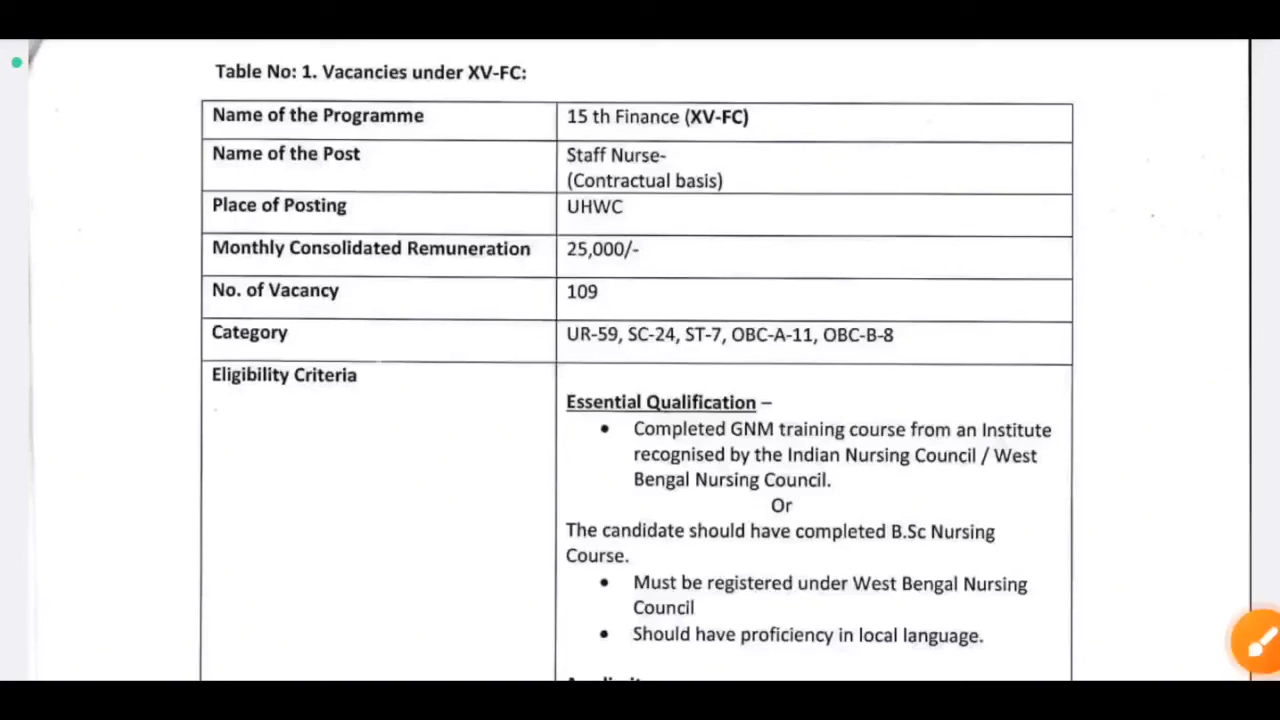 Table No: 1. Vacancies under XV-FC:
Name of the Programme
15 th Finance (XV-FC)
Name of the Post
Staff Nurse-
(Contractual basis)
Place of Posting
UHWC
Monthly Consolidated Remuneration
25,000/-
No. of Vacancy
109
Category
UR-59, SC-24, ST-7, OBC-A-11, OBC-B-8
Eligibility Criteria
Essential Qualification –
• Completed GNM training course from an Institute
recognised by the Indian Nursing Council / West
Bengal Nursing Council.
Or
The candidate should have completed B.Sc Nursing
Course.
• Must be registered under West Bengal Nursing
Council
• Should have proficiency in local language.